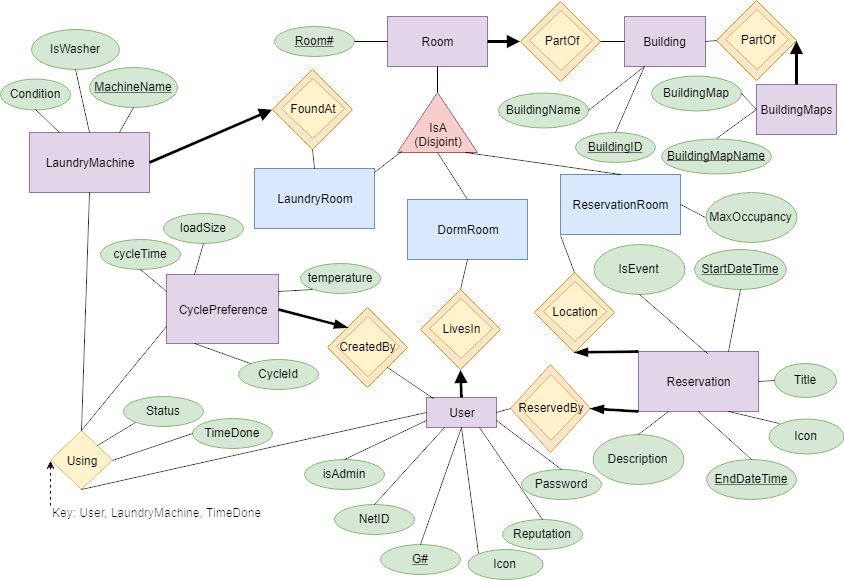 Room#
Room
PartOf
Building
PartOf
IsWasher
Condition
MachineName
FoundAt
IsA
(Disjoint)
BuildingName
BuildingID
BuildingMap
BuildingMaps
BuildingMapName
LaundryMachine
LaundryRoom
DormRoom
ReservationRoom
MaxOccupancy
loadSize
cycleTime
temperature
CyclePreference
CreatedBy
CycleId
LivesIn
Location
IsEvent
StartDateTime
Reservation
Title
Icon
EndDateTime
Description
ReservedBy
User
Status
TimeDone
Using
isAdmin
NetID
G#
Icon
Reputation
Password
Key: User, LaundryMachine, TimeDone